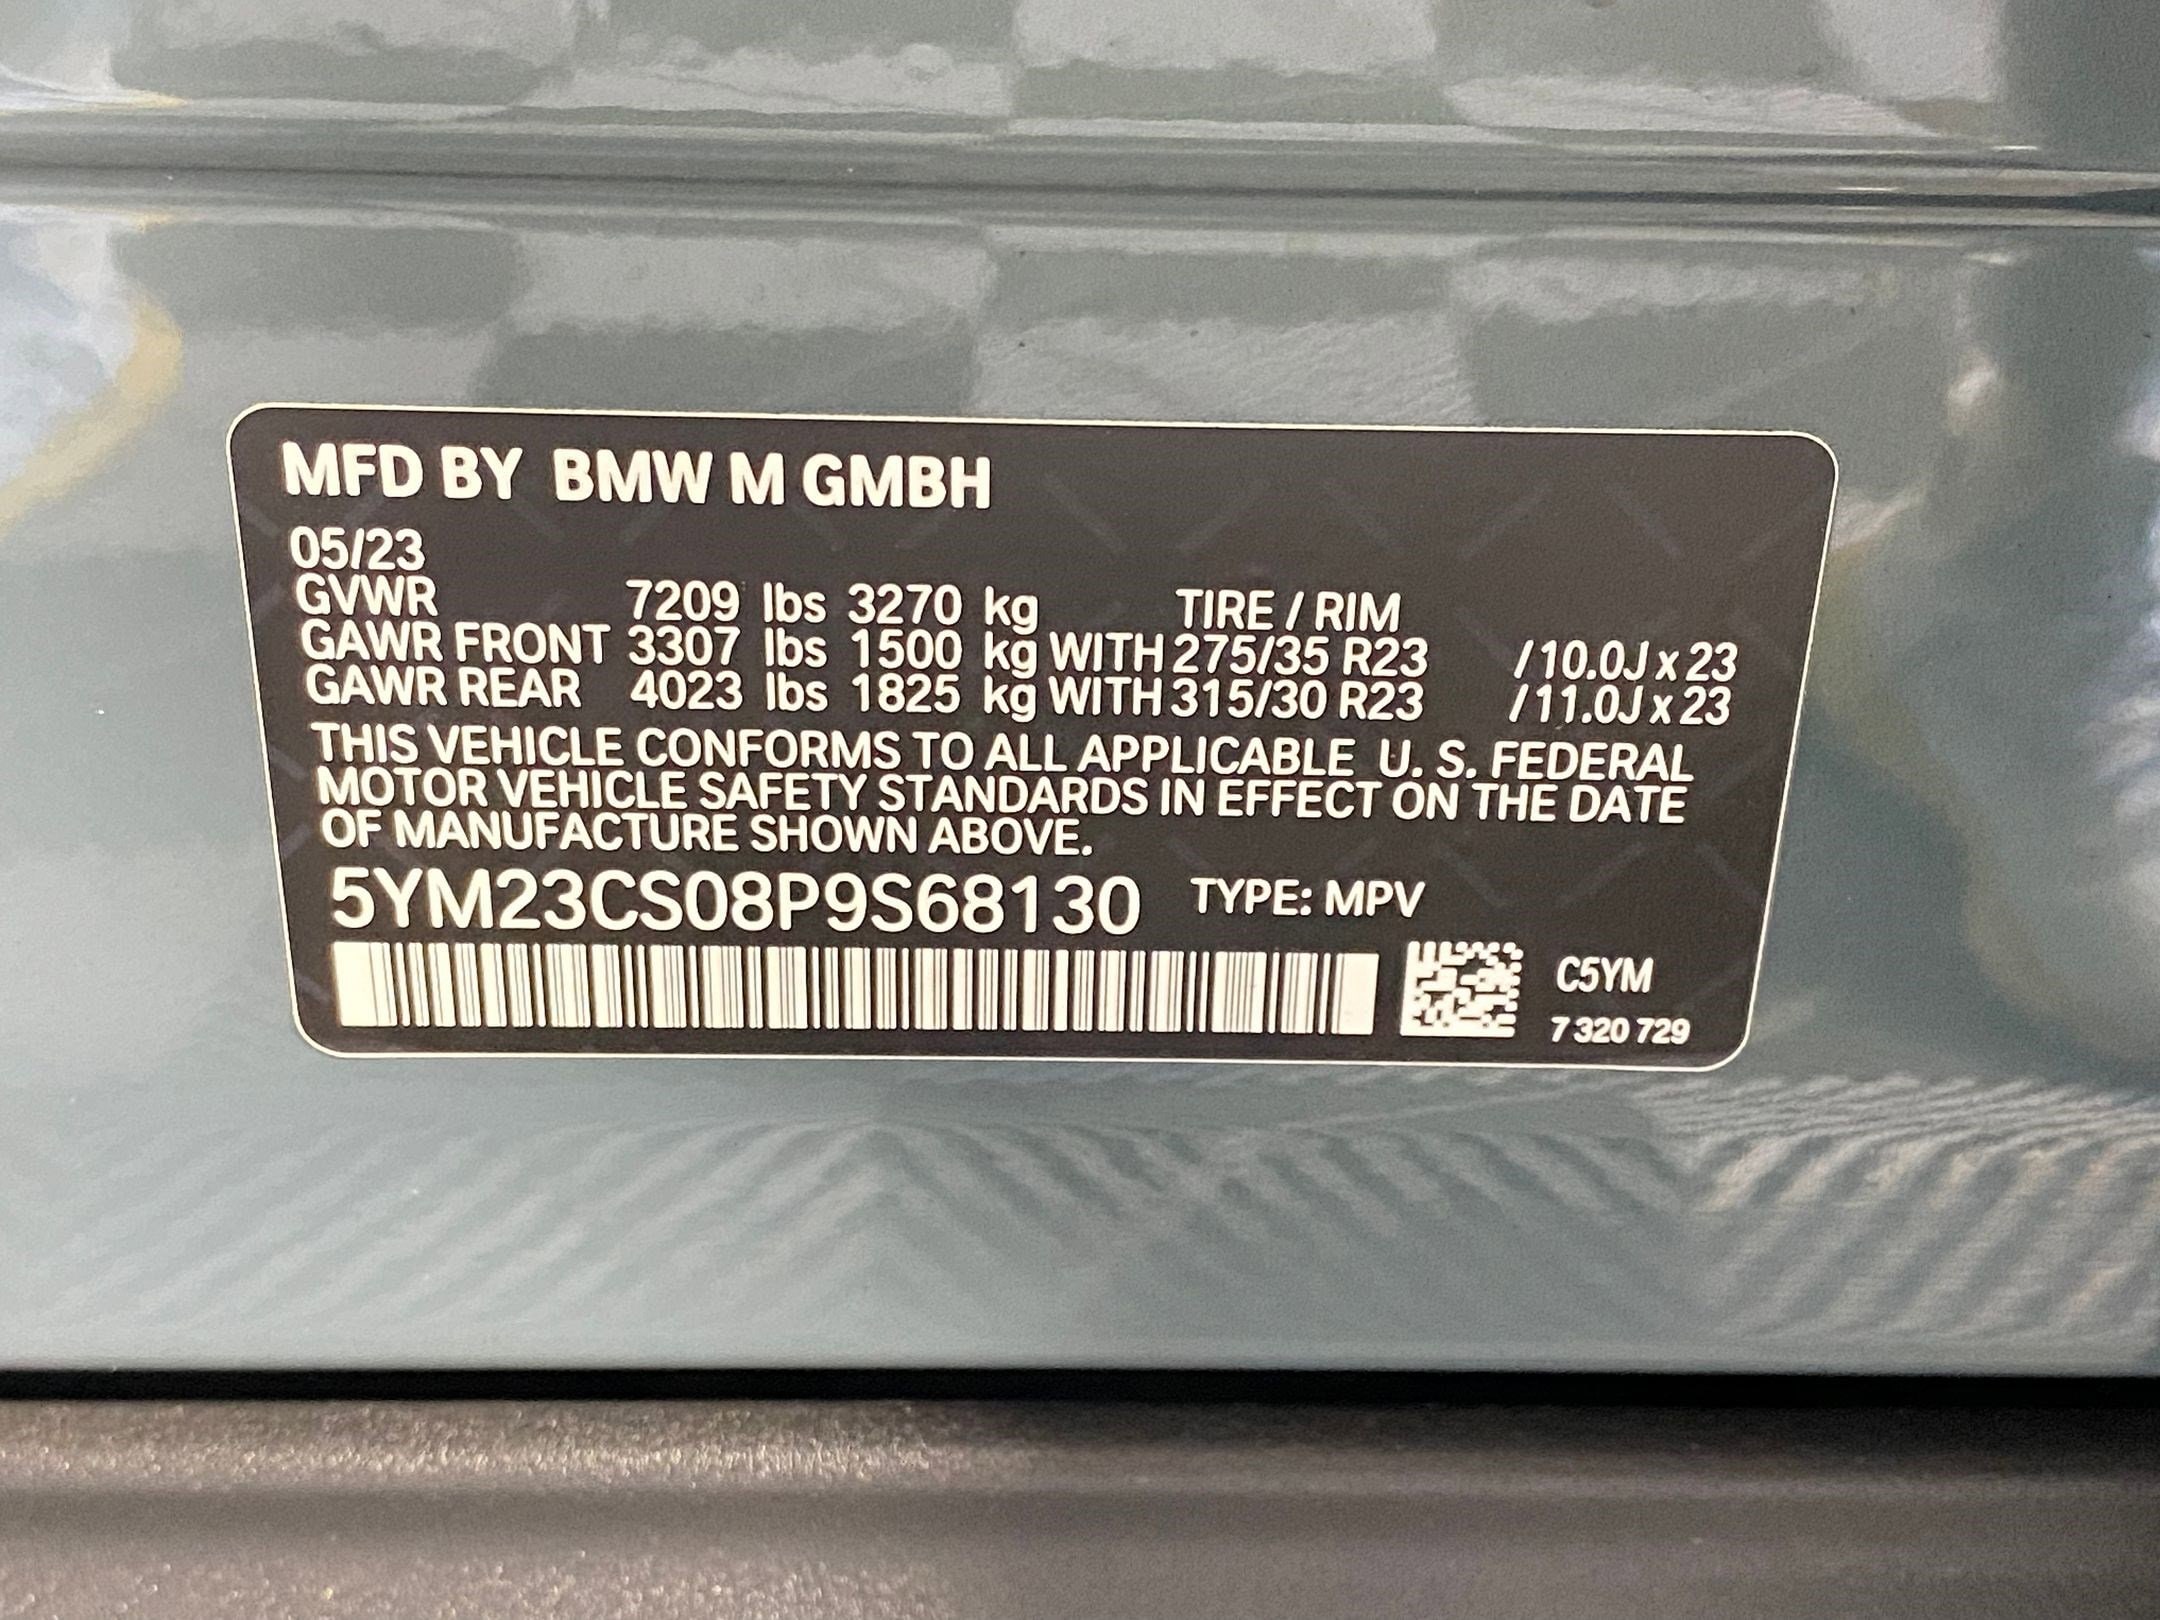 MFD BY BMW M GMBH
05/23
GVWR 7209 lbs 3270 kg TIRE / RIM
GAWR FRONT 3307 lbs 1500 kg WITH 275/35 R23 / 10.0J x 23
GAWR REAR 4023 lbs 1825 kg WITH 315/30 R23 / 11.0J x 23
THIS VEHICLE CONFORMS TO ALL APPLICABLE U. S. FEDERAL
MOTOR VEHICLE SAFETY STANDARDS IN EFFECT ON THE DATE
OF MANUFACTURE SHOWN ABOVE.
5YM23CS08P9S68130 TYPE: MPV
C5YM
7 320 729